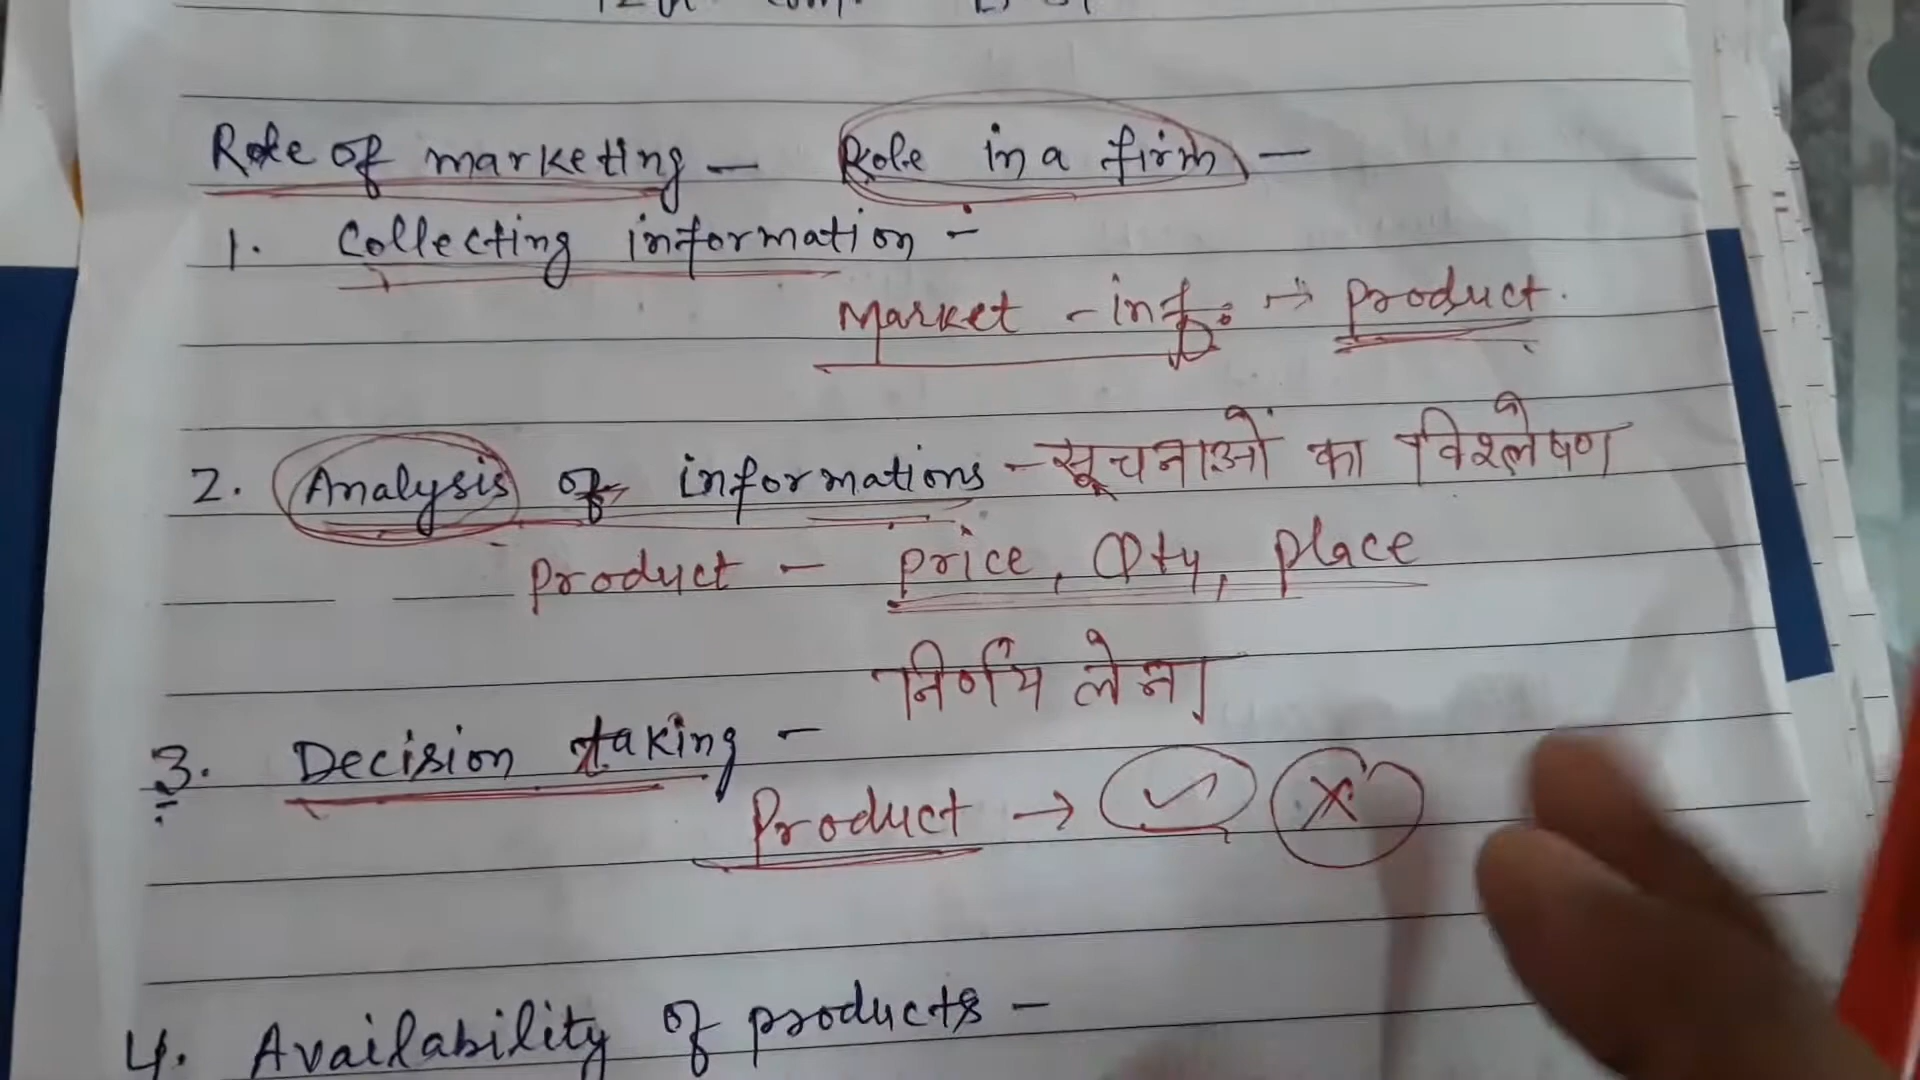 Role of marketing — Role in a firm —
1. Collecting information :-
Market - inf. → Product.
2. Analysis of informations - सूचनाओं का विश्लेषण
Product - Price, Qty, Place
निर्णय लेना
3. Decision taking -
Product → ✓ ✗
4. Availability of products -